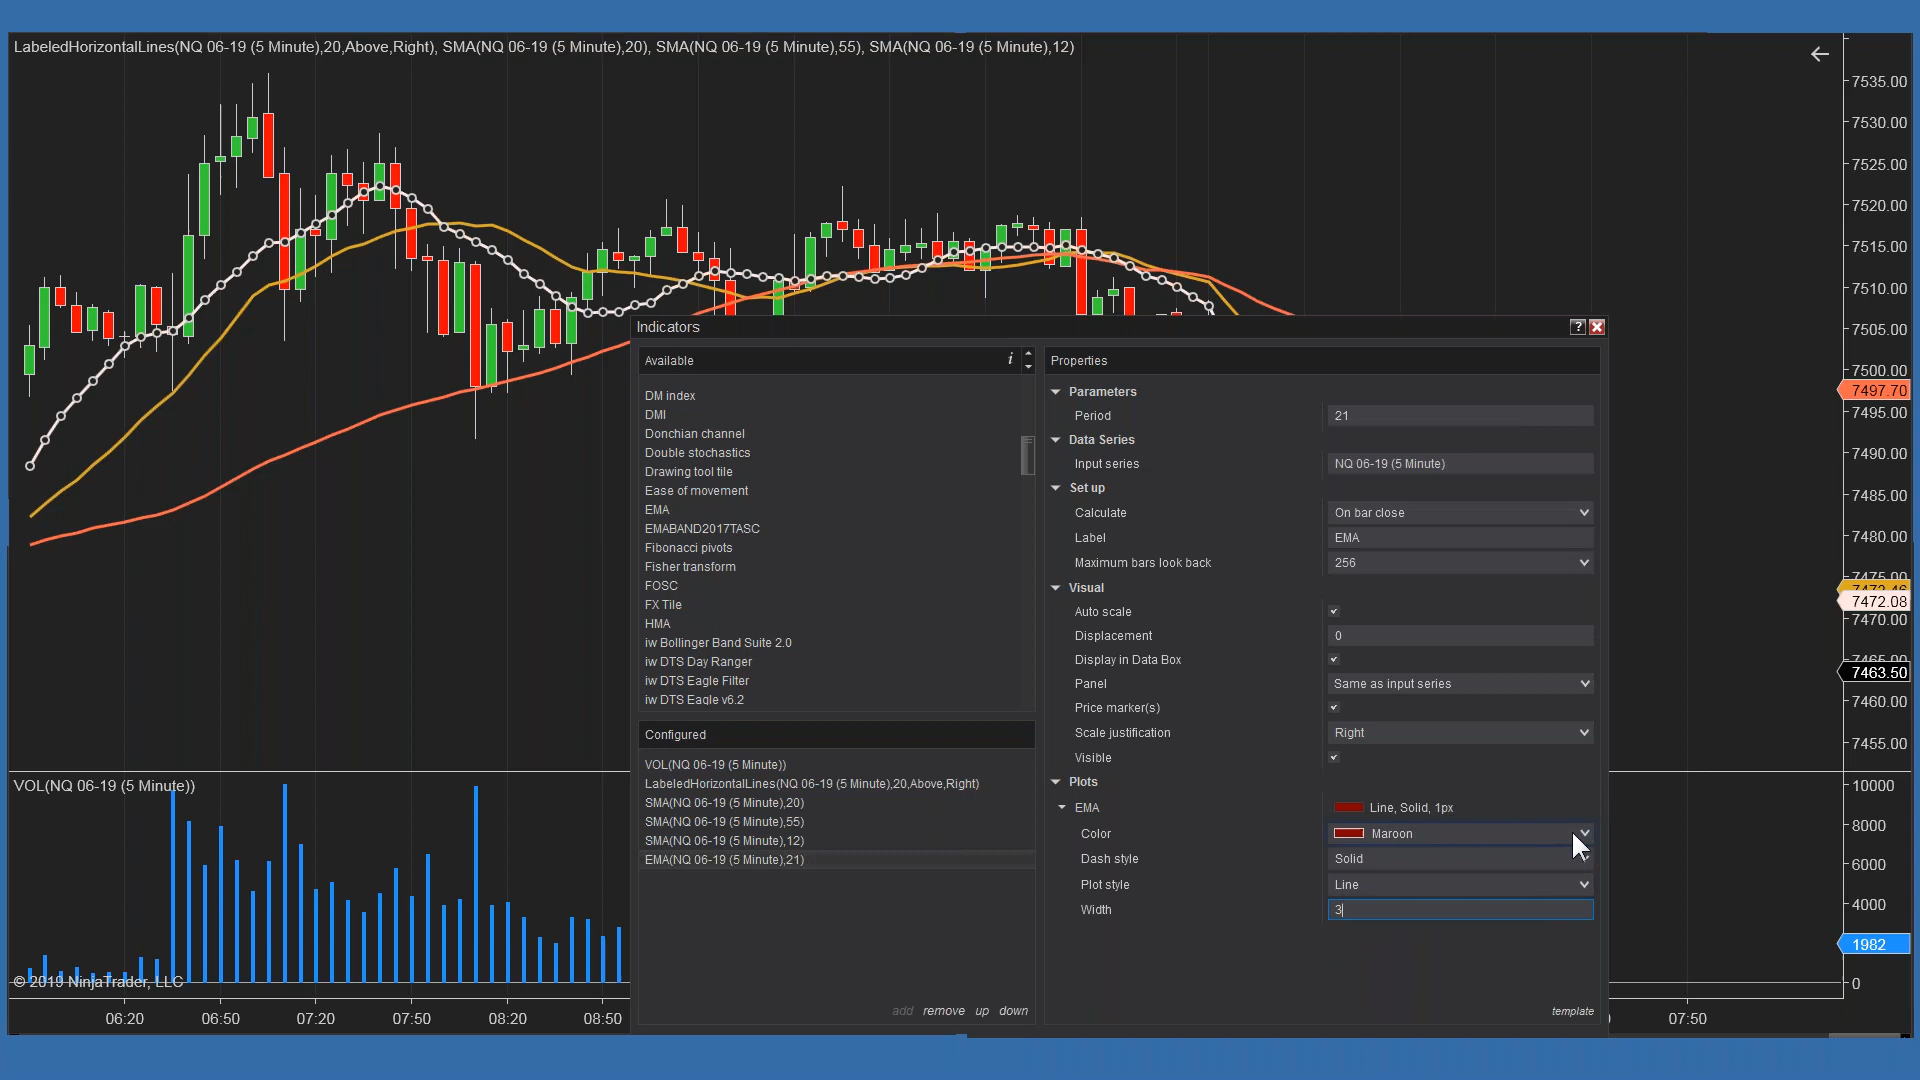 LabeledHorizontalLines(NQ 06-19 (5 Minute),20,Above,Right), SMA(NQ 06-19 (5 Minute),20), SMA(NQ 06-19 (5 Minute),55), SMA(NQ 06-19 (5 Minute),12)
7535.00
7530.00
7525.00
7520.00
7515.00
7510.00
7505.00
7500.00
7497.70
7495.00
7490.00
7485.00
7480.00
7475.00
7472.08
7470.00
7465.00
7463.50
7460.00
7455.00
Indicators
?
Available
i
DM index
DMI
Donchian channel
Double stochastics
Drawing tool tile
Ease of movement
EMA
EMABAND2017TASC
Fibonacci pivots
Fisher transform
FOSC
FX Tile
HMA
iw Bollinger Band Suite 2.0
iw DTS Day Ranger
iw DTS Eagle Filter
iw DTS Eagle v6.2
Configured
VOL(NQ 06-19 (5 Minute))
LabeledHorizontalLines(NQ 06-19 (5 Minute),20,Above,Right)
SMA(NQ 06-19 (5 Minute),20)
SMA(NQ 06-19 (5 Minute),55)
SMA(NQ 06-19 (5 Minute),12)
EMA(NQ 06-19 (5 Minute),21)
add remove up down
Properties
Parameters
Period 21
Data Series
Input series NQ 06-19 (5 Minute)
Set up
Calculate On bar close
Label EMA
Maximum bars look back 256
Visual
Auto scale
Displacement 0
Display in Data Box
Panel Same as input series
Price marker(s)
Scale justification Right
Visible
Plots
EMA Line, Solid, 1px
Color Maroon
Dash style Solid
Plot style Line
Width 3
template
VOL(NQ 06-19 (5 Minute))
10000
8000
6000
4000
1982
0
© 2019 NinjaTrader, LLC
06:20 06:50 07:20 07:50 08:20 08:50 07:50